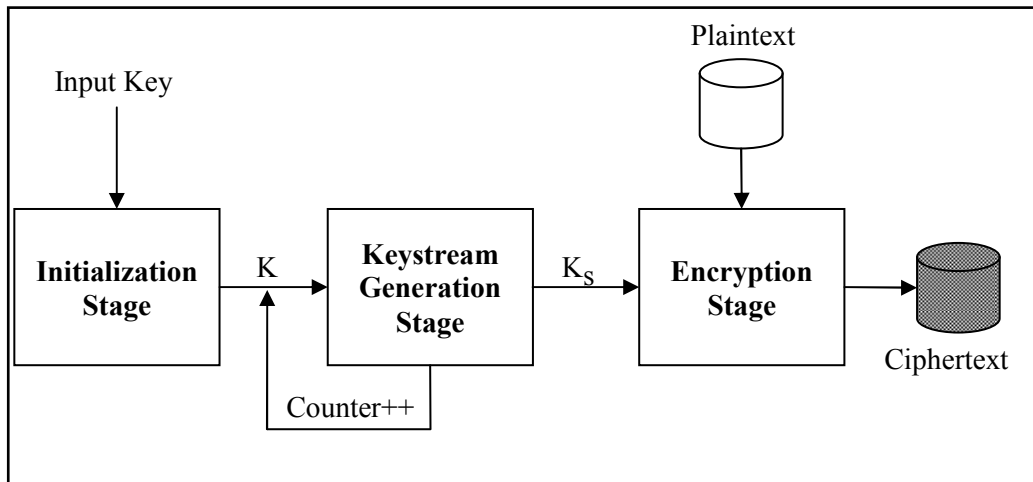 Plaintext
Input Key
Initialization
Stage
K
Keystream
Generation
Stage
K_S
Encryption
Stage
Ciphertext
Counter++